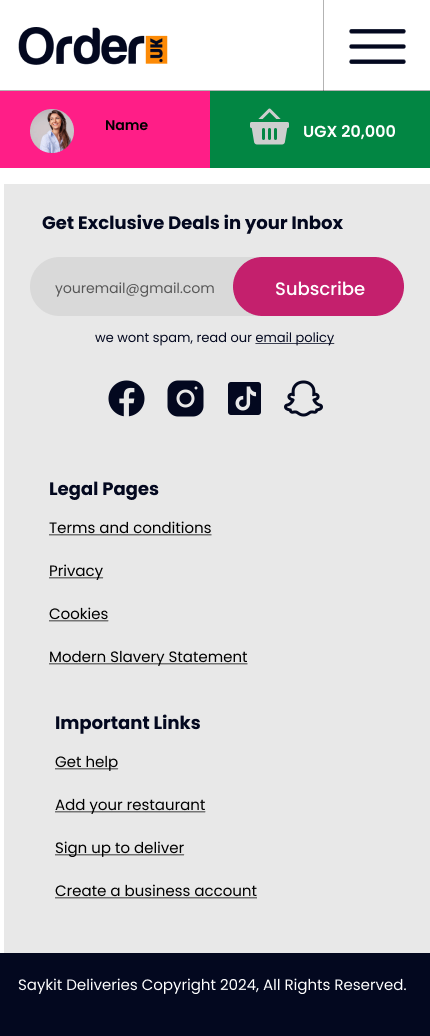 Order.UK
Name
UGX 20,000
Get Exclusive Deals in your Inbox
youremail@gmail.com
Subscribe
we wont spam, read our email policy
Legal Pages
Terms and conditions
Privacy
Cookies
Modern Slavery Statement
Important Links
Get help
Add your restaurant
Sign up to deliver
Create a business account
Saykit Deliveries Copyright 2024, All Rights Reserved.